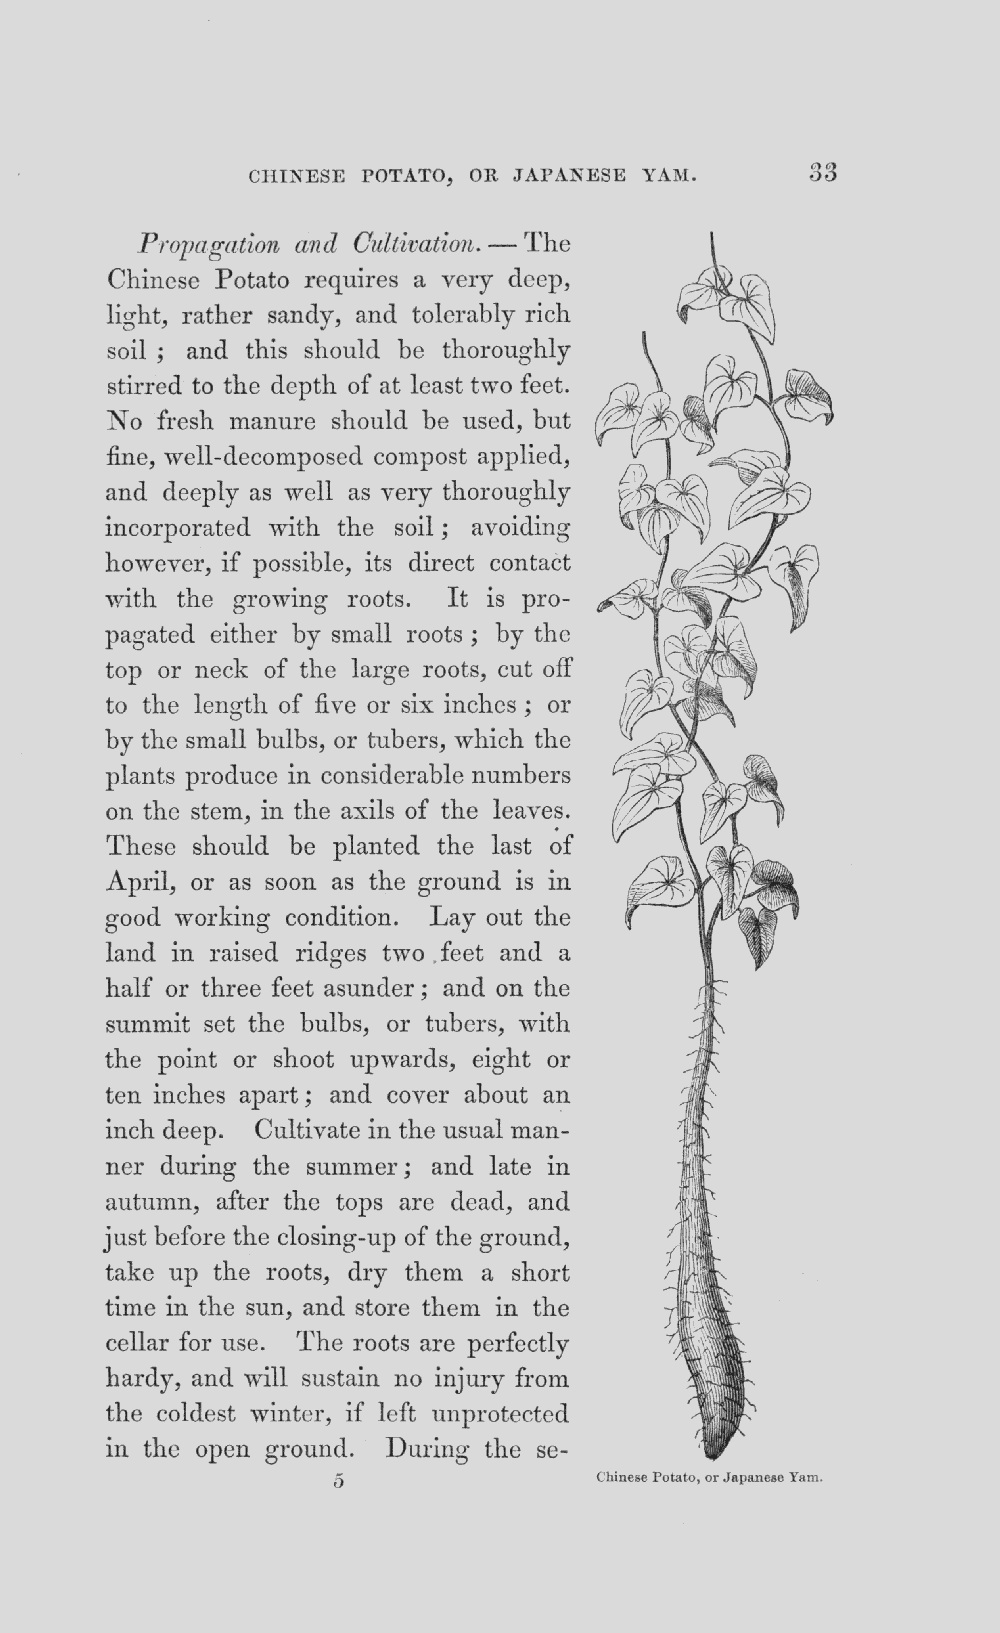 CHINESE POTATO, OR JAPANESE YAM. 33
Propagation and Cultivation. — The
Chinese Potato requires a very deep,
light, rather sandy, and tolerably rich
soil ; and this should be thoroughly
stirred to the depth of at least two feet.
No fresh manure should be used, but
fine, well-decomposed compost applied,
and deeply as well as very thoroughly
incorporated with the soil ; avoiding
however, if possible, its direct contact
with the growing roots. It is pro-
pagated either by small roots ; by the
top or neck of the large roots, cut off
to the length of five or six inches ; or
by the small bulbs, or tubers, which the
plants produce in considerable numbers
on the stem, in the axils of the leaves.
These should be planted the last of
April, or as soon as the ground is in
good working condition. Lay out the
land in raised ridges two feet and a
half or three feet asunder ; and on the
summit set the bulbs, or tubers, with
the point or shoot upwards, eight or
ten inches apart ; and cover about an
inch deep. Cultivate in the usual man-
ner during the summer ; and late in
autumn, after the tops are dead, and
just before the closing-up of the ground,
take up the roots, dry them a short
time in the sun, and store them in the
cellar for use. The roots are perfectly
hardy, and will sustain no injury from
the coldest winter, if left unprotected
in the open ground. During the se-
5
Chinese Potato, or Japanese Yam.